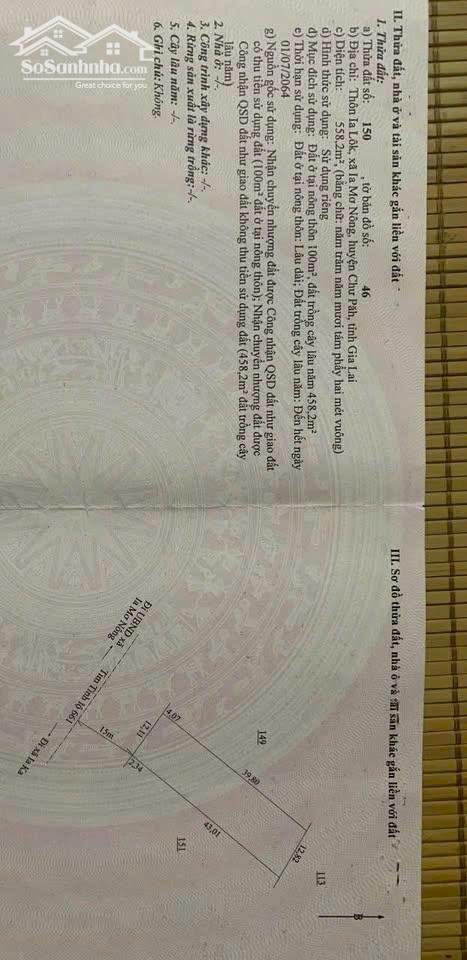 SoSanhnha.com
Great choice for you
II. Thửa đất, nhà ở và tài sản khác gắn liền với đất
1. Thửa đất:
a) Thửa đất số: 150 , tờ bản đồ số: 46
b) Địa chỉ: Thôn Ia Lôk, xã Ia Mơ Nông, huyện Chư Păh, tỉnh Gia Lai
c) Diện tích: 558,2m², (bằng chữ: năm trăm năm mươi tám phẩy hai mét vuông)
d) Hình thức sử dụng: Sử dụng riêng
đ) Mục đích sử dụng: Đất ở tại nông thôn 100m², đất trồng cây lâu năm 458,2m²
e) Thời hạn sử dụng: Đất ở tại nông thôn: Lâu dài; Đất trồng cây lâu năm: Đến hết ngày
01/07/2064
g) Nguồn gốc sử dụng: Nhận chuyển nhượng đất được Công nhận QSD đất như giao đất
có thu tiền sử dụng đất (100m² đất ở tại nông thôn); Nhận chuyển nhượng đất được
Công nhận QSD đất như giao đất không thu tiền sử dụng đất (458,2m² đất trồng cây
lâu năm)
2. Nhà ở: -/-.
3. Công trình xây dựng khác: -/-.
4. Rừng sản xuất là rừng trồng: -/-.
5. Cây lâu năm: -/-.
6. Ghi chú: Không.
III. Sơ đồ thửa đất, nhà ở và tài sản khác gắn liền với đất
B
113
12,82
149
39,80
43,01
151
4,07
12,11
2,34
15m
Tim Tỉnh lộ 661
Đi UBND xã
Ia Mơ Nông
Đi xã Ia Ka